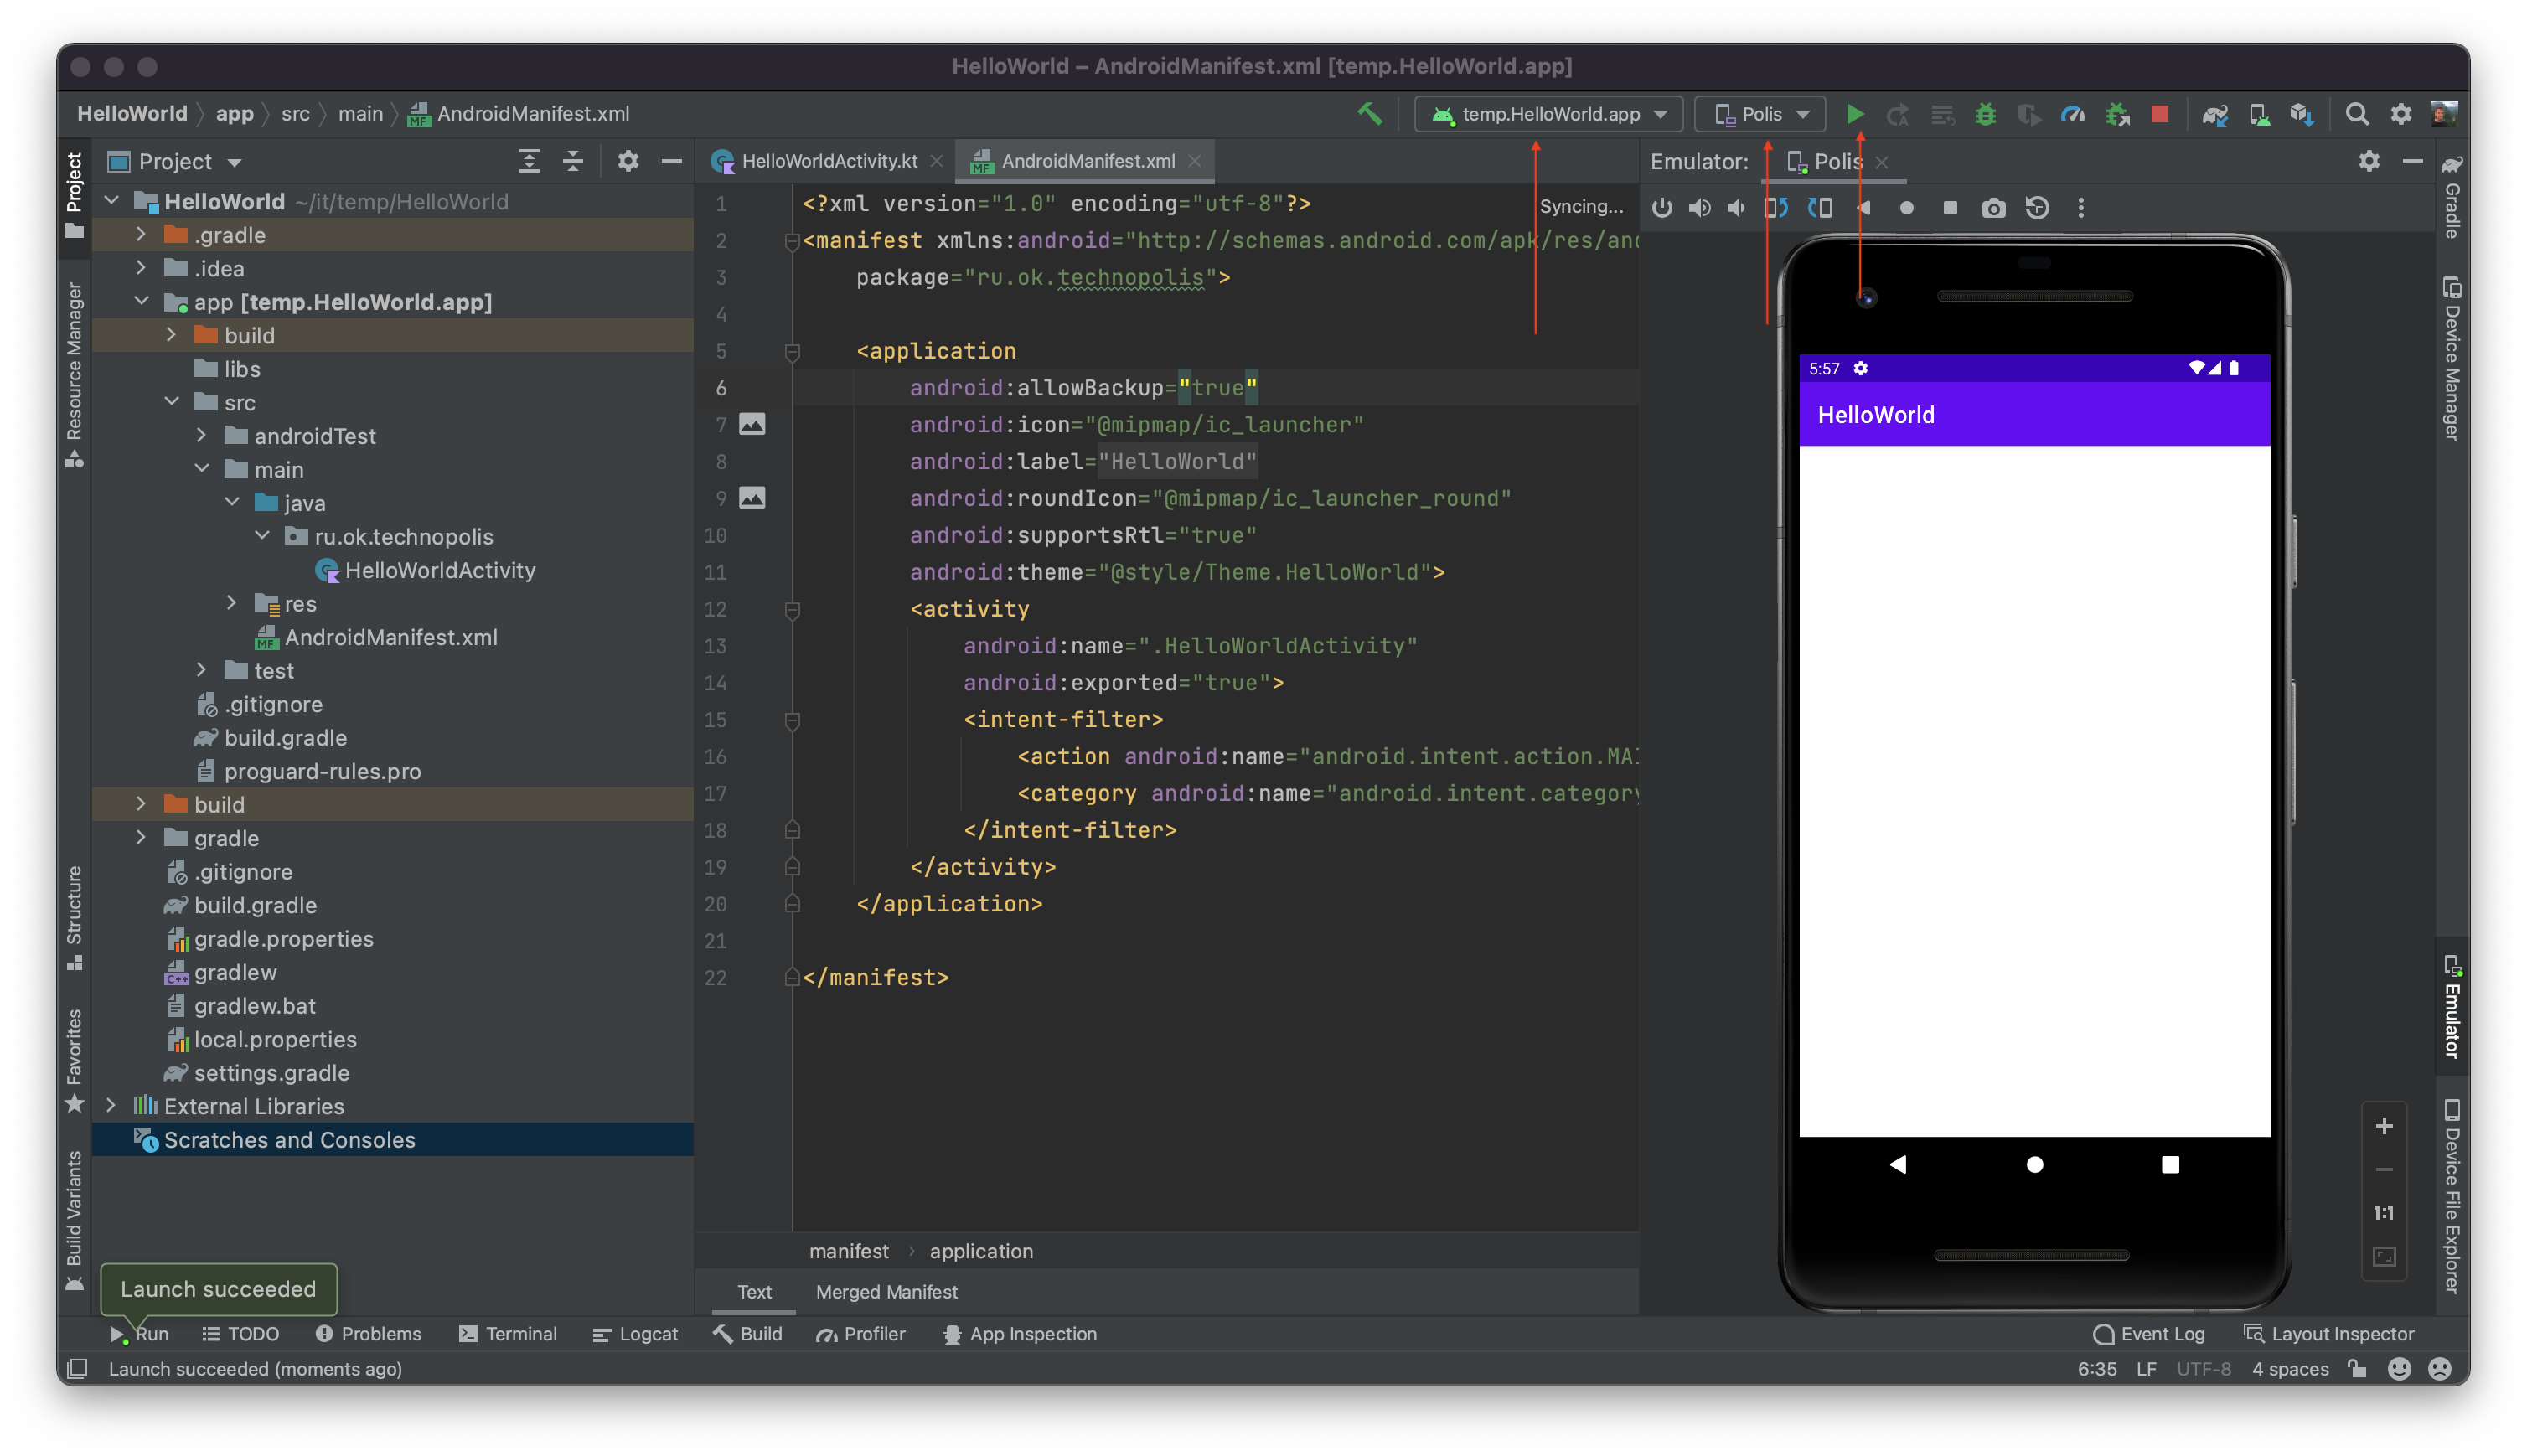 HelloWorld – AndroidManifest.xml [temp.HelloWorld.app]
HelloWorld app src main AndroidManifest.xml
temp.HelloWorld.app Polis
Project
HelloWorldActivity.kt AndroidManifest.xml
Emulator: Polis
Project
Resource Manager
Structure
Favorites
Build Variants
HelloWorld ~/it/temp/HelloWorld
.gradle
.idea
app [temp.HelloWorld.app]
build
libs
src
androidTest
main
java
ru.ok.technopolis
HelloWorldActivity
res
AndroidManifest.xml
test
.gitignore
build.gradle
proguard-rules.pro
build
gradle
.gitignore
build.gradle
gradle.properties
gradlew
gradlew.bat
local.properties
settings.gradle
External Libraries
Scratches and Consoles
Syncing...
1 <?xml version="1.0" encoding="utf-8"?>
2 <manifest xmlns:android="http://schemas.android.com/apk/res/and
3 package="ru.ok.technopolis">
4
5 <application
6 android:allowBackup="true"
7 android:icon="@mipmap/ic_launcher"
8 android:label="HelloWorld"
9 android:roundIcon="@mipmap/ic_launcher_round"
10 android:supportsRtl="true"
11 android:theme="@style/Theme.HelloWorld">
12 <activity
13 android:name=".HelloWorldActivity"
14 android:exported="true">
15 <intent-filter>
16 <action android:name="android.intent.action.MAI
17 <category android:name="android.intent.category
18 </intent-filter>
19 </activity>
20 </application>
21
22 </manifest>
manifest application
Text Merged Manifest
5:57
HelloWorld
1:1
Gradle
Device Manager
Emulator
Device File Explorer
Launch succeeded
Run TODO Problems Terminal Logcat Build Profiler App Inspection Event Log Layout Inspector
Launch succeeded (moments ago) 6:35 LF UTF-8 4 spaces